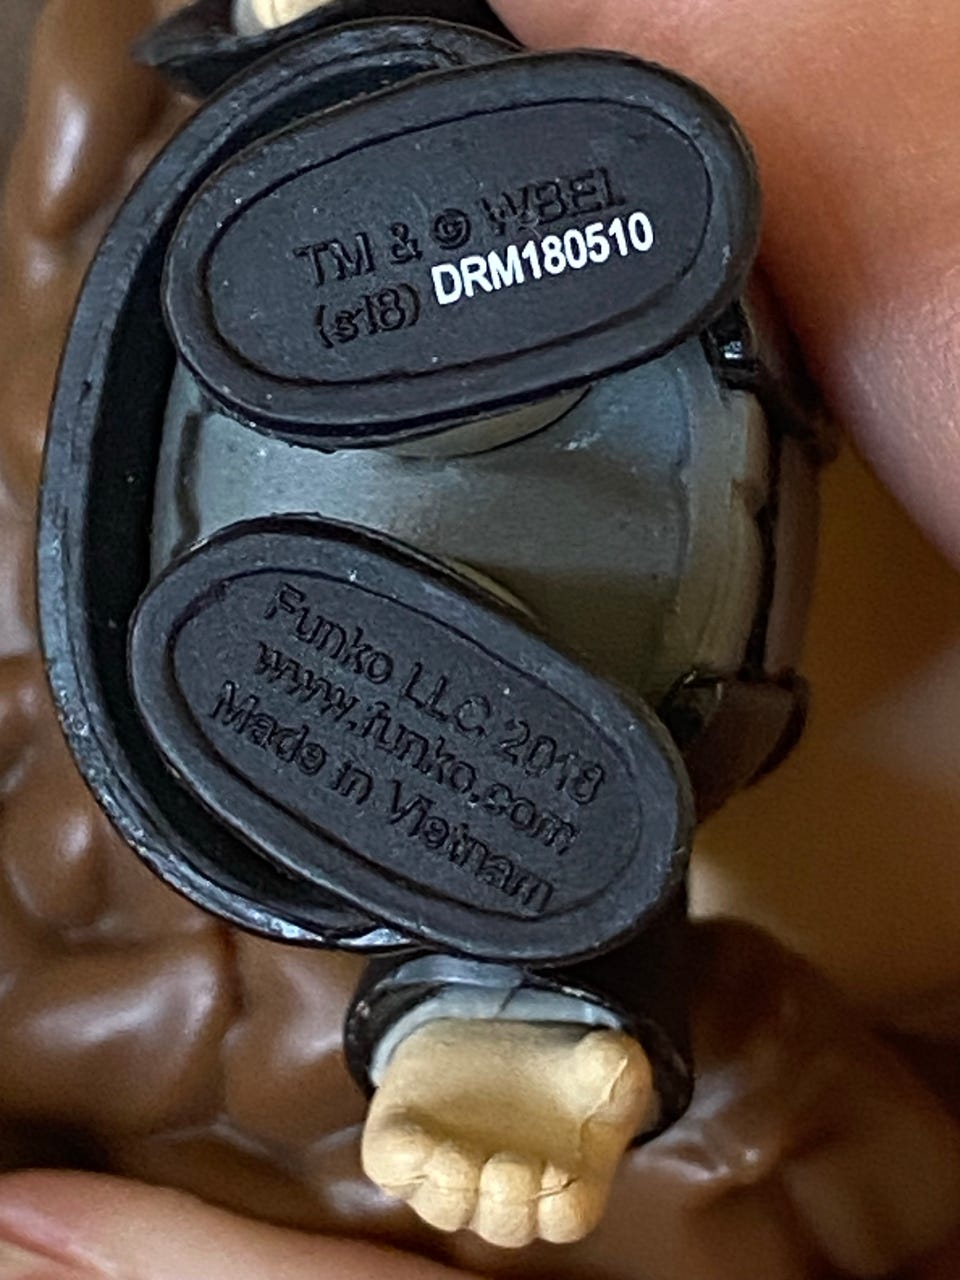 TM & © WBEI
(s18) DRM180510
Funko LLC 2018
www.funko.com
Made in Vietnam